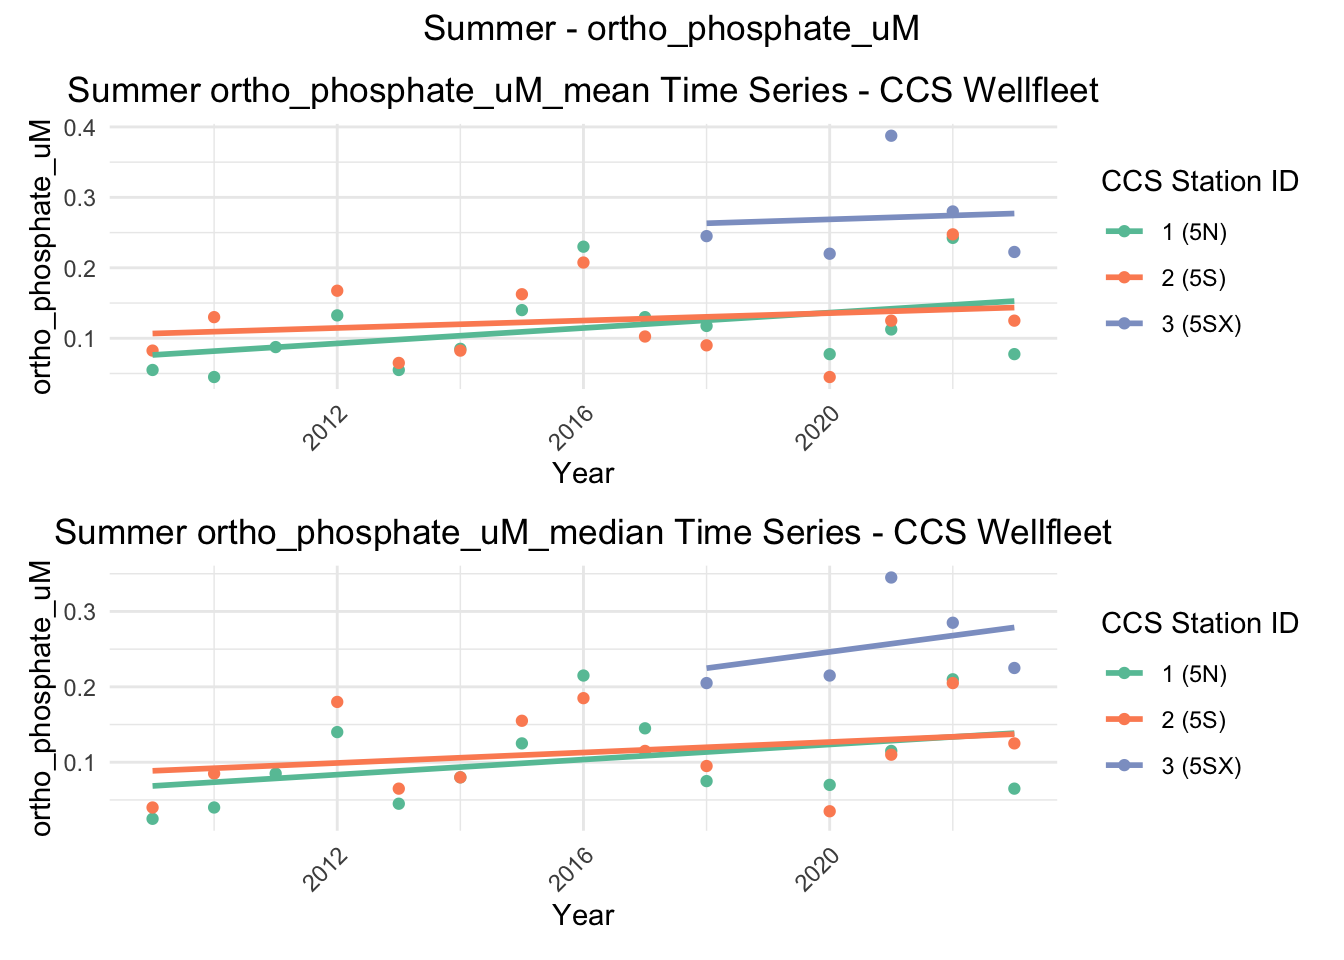 Summer - ortho_phosphate_uM
Summer ortho_phosphate_uM_mean Time Series - CCS Wellfleet
ortho_phosphate_uM
0.4
0.3
0.2
0.1
2012
2016
2020
Year
CCS Station ID
1 (5N)
2 (5S)
3 (5SX)
Summer ortho_phosphate_uM_median Time Series - CCS Wellfleet
ortho_phosphate_uM
0.3
0.2
0.1
2012
2016
2020
Year
CCS Station ID
1 (5N)
2 (5S)
3 (5SX)